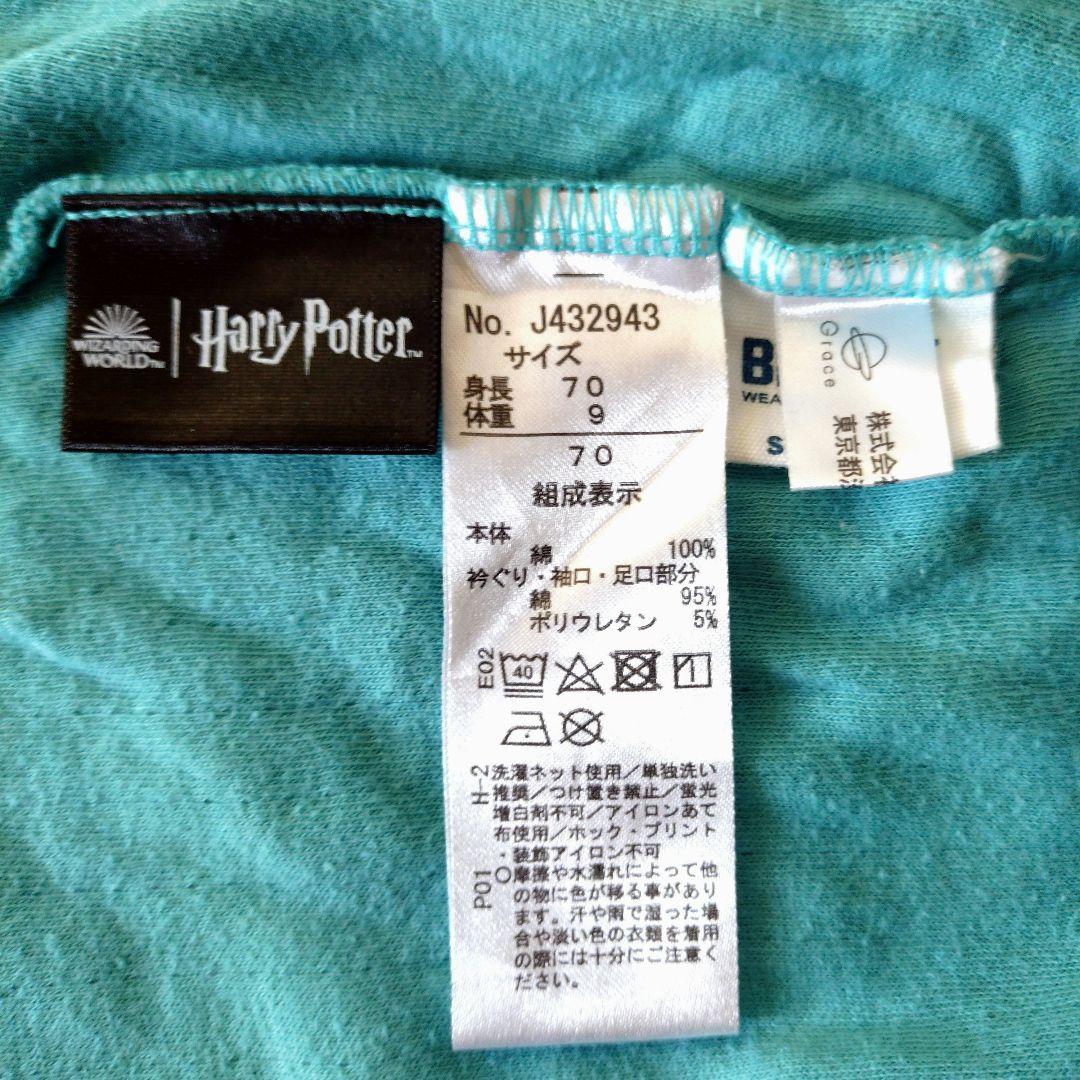 WIZARDING
WORLD™
Harry Potter™
No. J432943
サイズ
身長 70
体重 9
70
組成表示
本体
綿 100%
衿ぐり・袖口・足口部分
綿 95%
ポリウレタン 5%
E02
40
H-2
洗濯ネット使用/単独洗い
推奨/つけ置き禁止/蛍光
増白剤不可/アイロンあて
布使用/ホック・プリント
・装飾アイロン不可
P01
○摩擦や水濡れによって他
の物に色が移る事があり
ます。汗や雨で湿った場
合や淡い色の衣類を着用
の際には十分にご注意く
ださい。
Grace
株式会
東京都